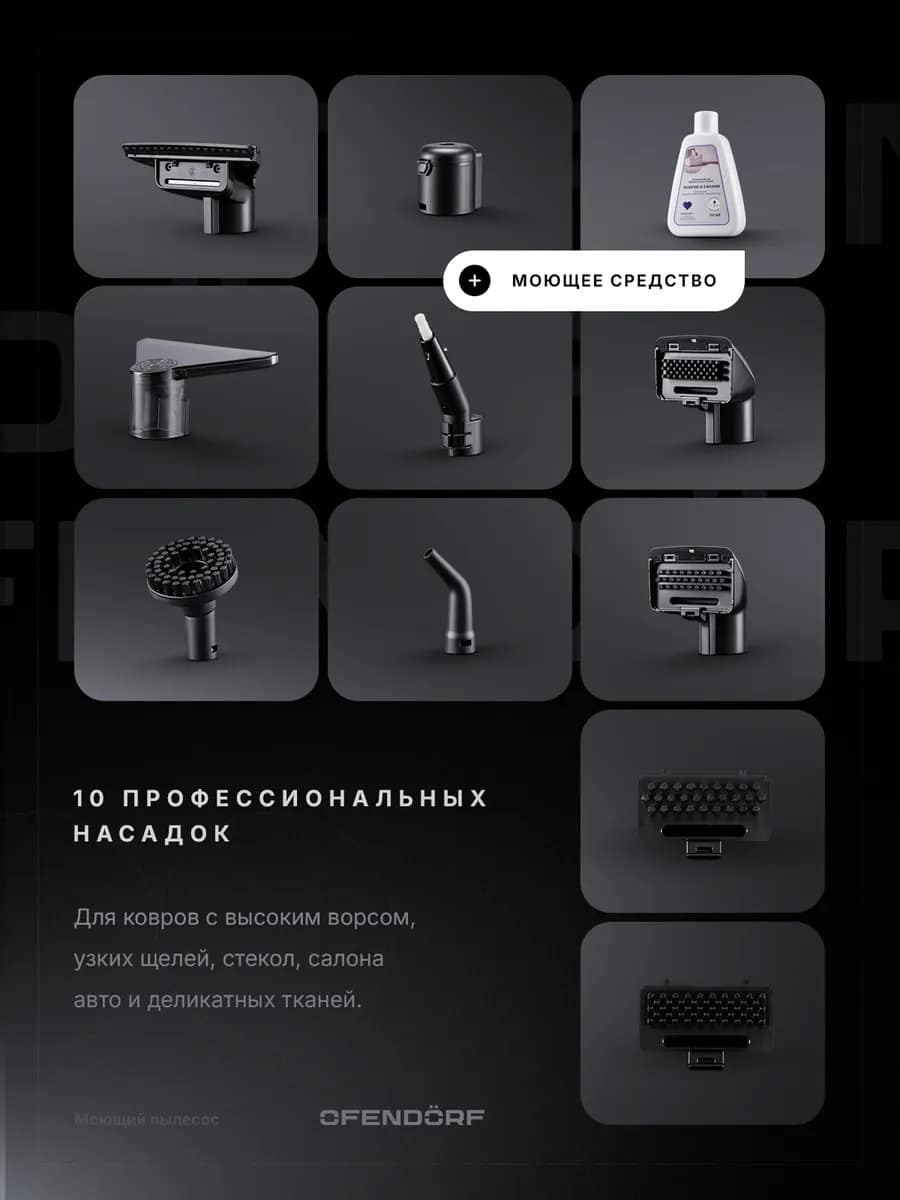 МОЮЩЕЕ СРЕДСТВО
10 ПРОФЕССИОНАЛЬНЫХ
НАСАДОК
Для ковров с высоким ворсом,
узких щелей, стекол, салона
авто и деликатных тканей.
Моющий пылесос
OFENDÖRF